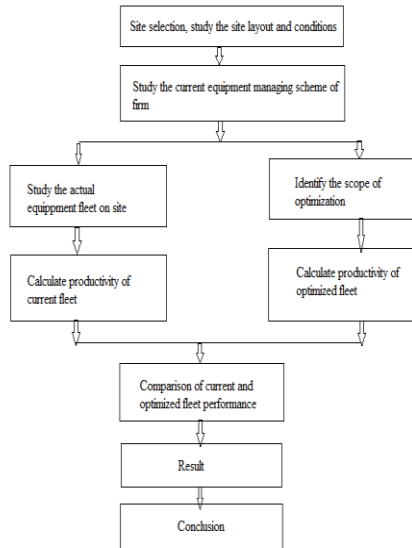 Site selection, study the site layout and conditions
Study the current equipment managing scheme of
firm
Study the actual
equippment fleet on site
Identify the scope of
optimization
Calculate productivity of
current fleet
Calculate productivity of
optimized fleet
Comparison of current and
optimized fleet performance
Result
Conclusion